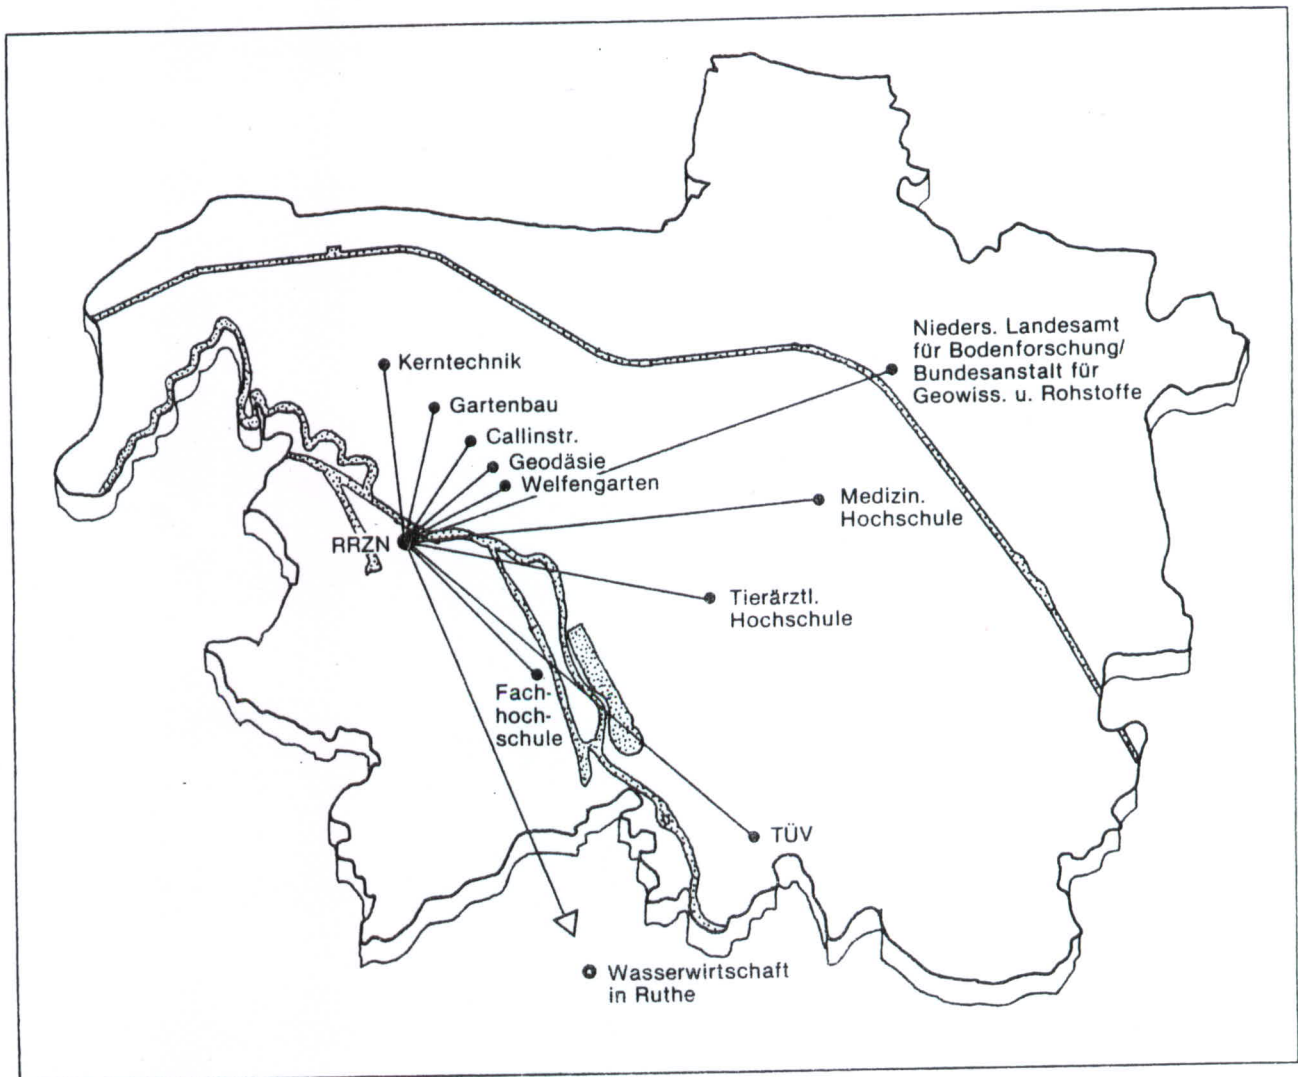 Nieders. Landesamt
für Bodenforschung/
Bundesanstalt für
Geowiss. u. Rohstoffe
Kerntechnik
Gartenbau
Callinstr.
Geodäsie
Welfengarten
Medizin.
Hochschule
RRZN
Tierärztl.
Hochschule
Fach-
hoch-
schule
TÜV
Wasserwirtschaft
in Ruthe